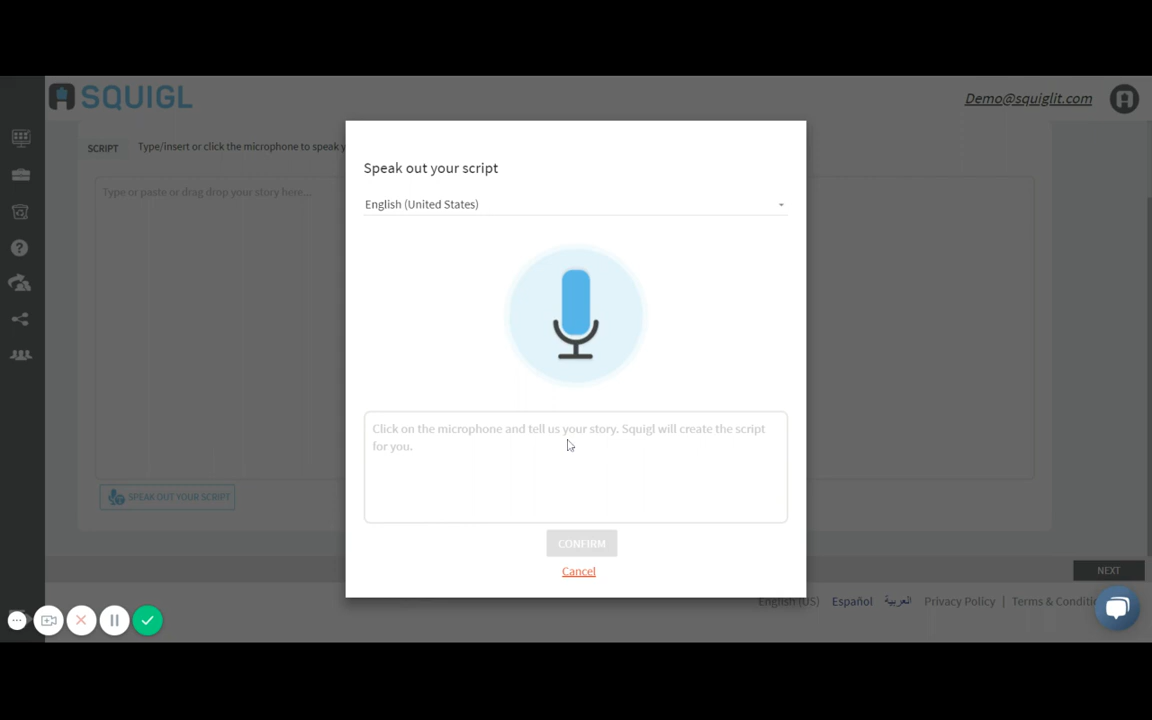 SQUIGL
Demo@squiglit.com
SCRIPT Type/insert or click the microphone to speak y
Type or paste or drag drop your story here...
Speak out your script
English (United States)
Click on the microphone and tell us your story. Squigl will create the script
for you.
SPEAK OUT YOUR SCRIPT
CONFIRM
Cancel
NEXT
English (US) Español العربية Privacy Policy | Terms & Conditi